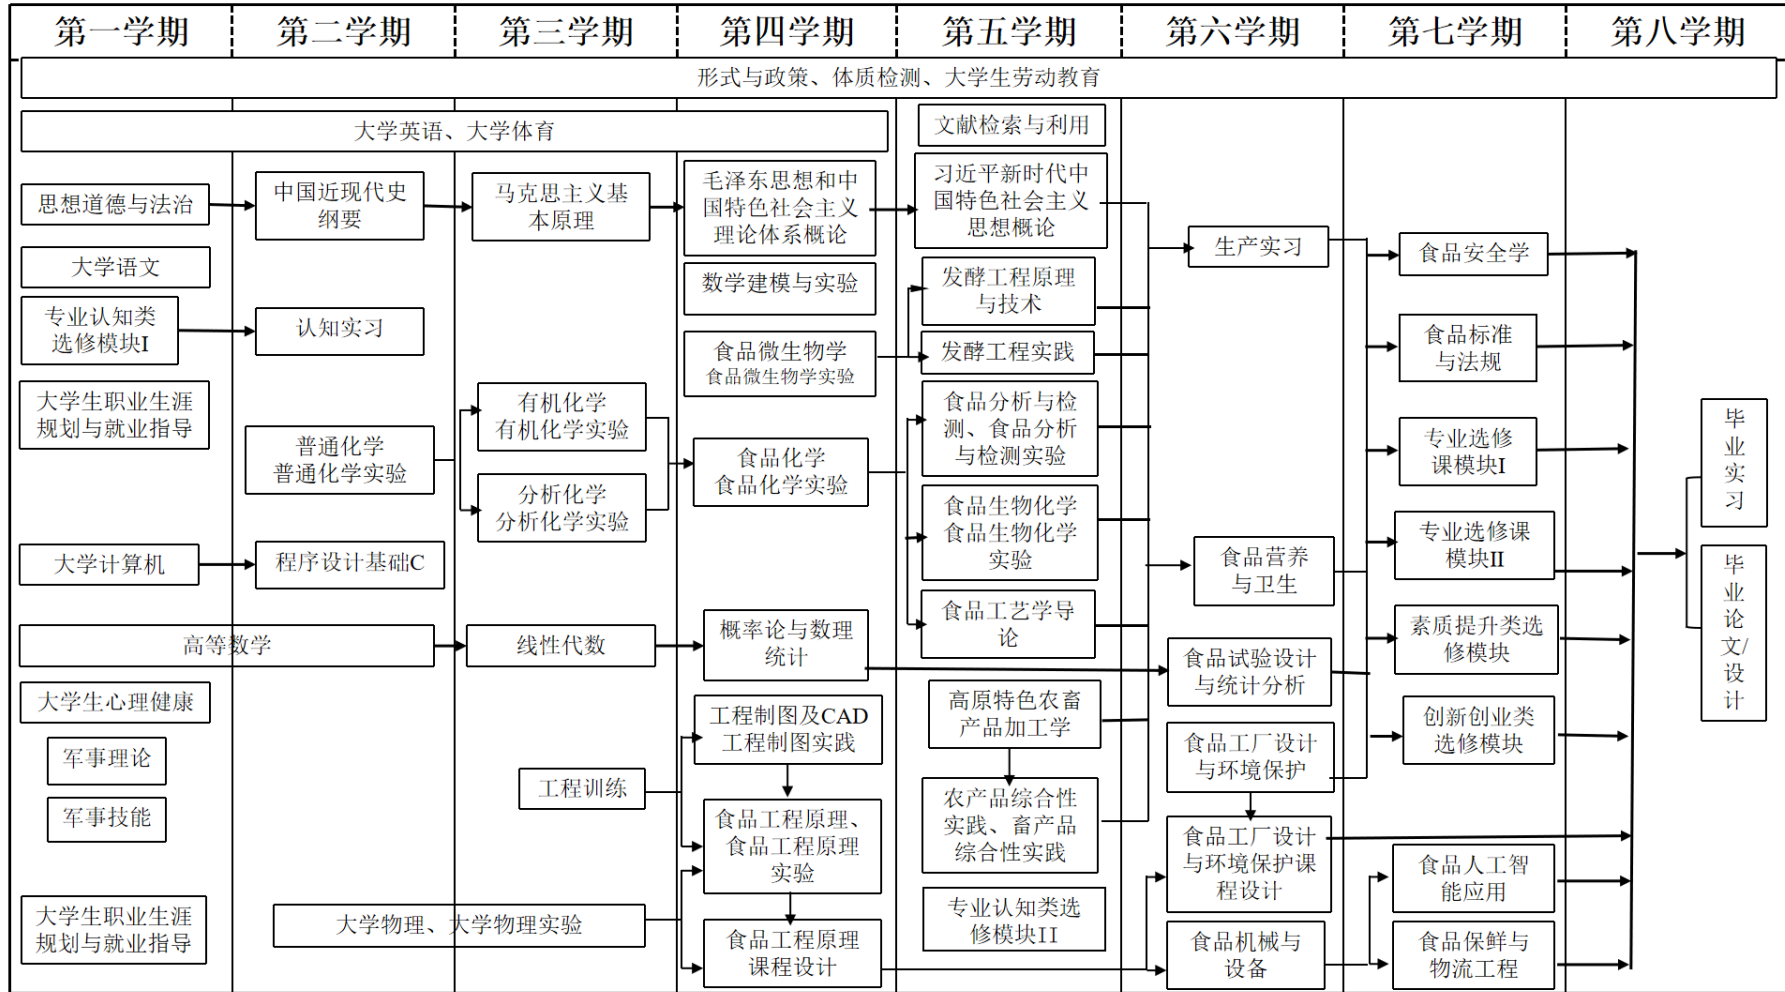 第一学期
第二学期
第三学期
第四学期
第五学期
第六学期
第七学期
第八学期
形式与政策、体质检测、大学生劳动教育
大学英语、大学体育
思想道德与法治
大学语文
专业认知类
选修模块I
大学生职业生涯
规划与就业指导
大学计算机
高等数学
大学生心理健康
军事理论
军事技能
大学生职业生涯
规划与就业指导
中国近现代史
纲要
认知实习
普通化学
普通化学实验
程序设计基础C
大学物理、大学物理实验
马克思主义基
本原理
有机化学
有机化学实验
分析化学
分析化学实验
线性代数
工程训练
毛泽东思想和中
国特色社会主义
理论体系概论
数学建模与实验
食品微生物学
食品微生物学实验
食品化学
食品化学实验
概率论与数理
统计
工程制图及CAD
工程制图实践
食品工程原理、
食品工程原理
实验
食品工程原理
课程设计
文献检索与利用
习近平新时代中
国特色社会主义
思想概论
发酵工程原理
与技术
发酵工程实践
食品分析与检
测、食品分析
与检测实验
食品生物化学
食品生物化学
实验
食品工艺学导
论
高原特色农畜
产品加工学
农产品综合性
实践、畜产品
综合性实践
专业认知类选
修模块II
生产实习
食品营养
与卫生
食品试验设计
与统计分析
食品工厂设计
与环境保护
食品工厂设计
与环境保护课
程设计
食品机械与
设备
食品安全学
食品标准
与法规
专业选修
课模块I
专业选修课
模块II
素质提升类选
修模块
创新创业类
选修模块
食品人工智
能应用
食品保鲜与
物流工程
毕业实习
毕业论文/设计